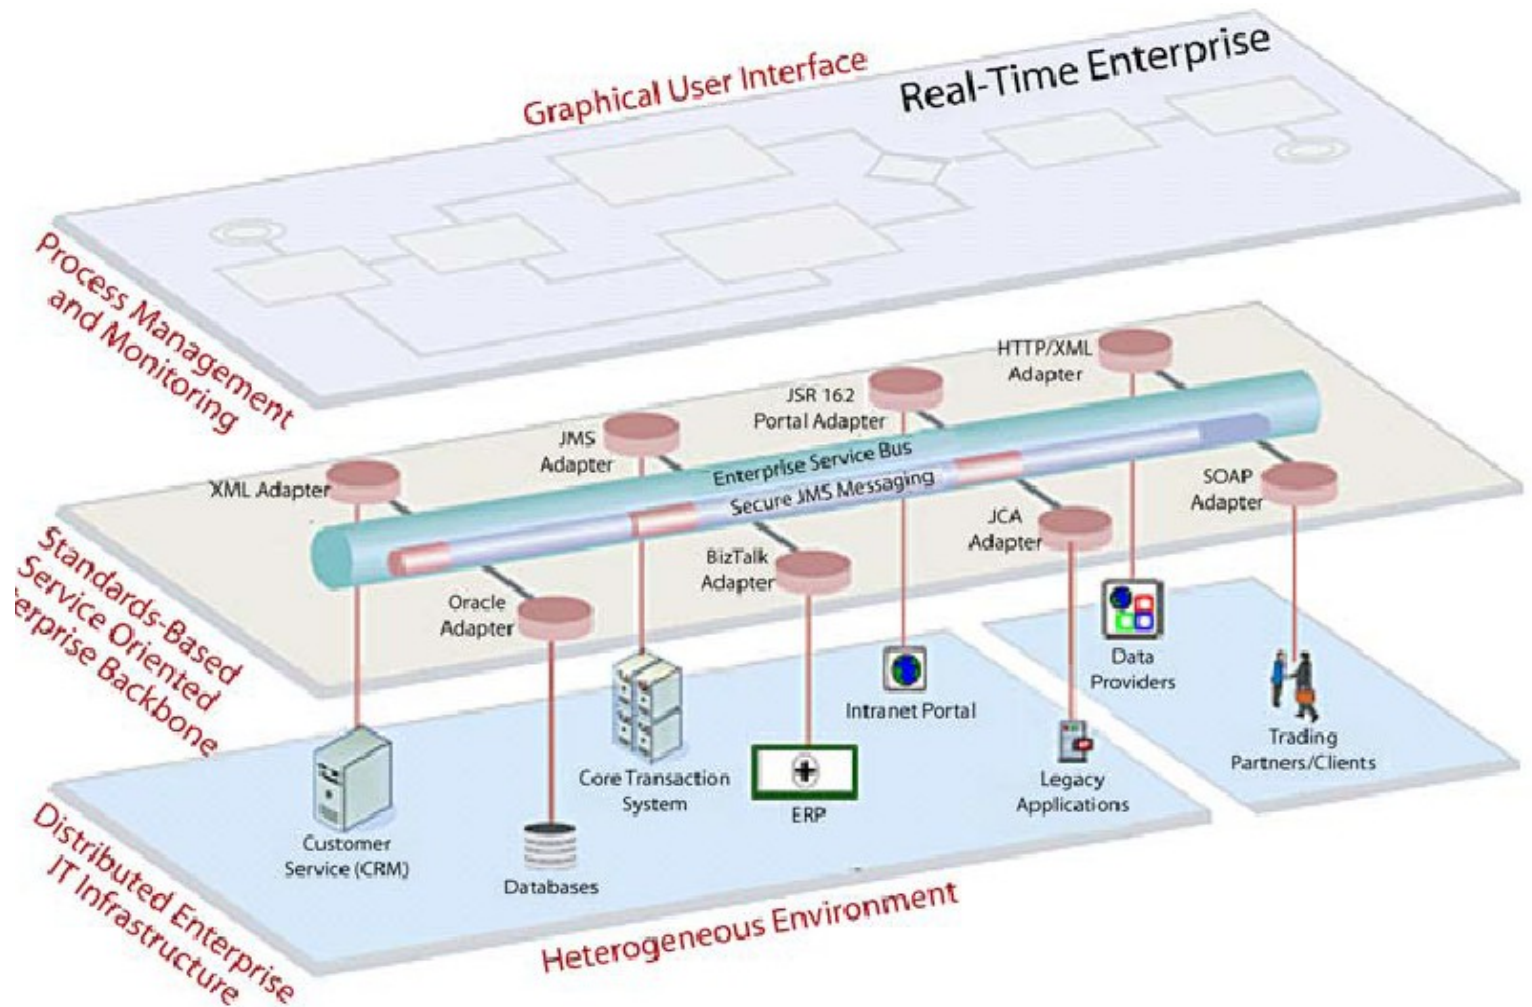 Graphical User Interface
Real-Time Enterprise
Process Management
and Monitoring
HTTP/XML
Adapter
JSR 162
Portal Adapter
JMS
Adapter
XML Adapter
Enterprise Service Bus
Secure JMS Messaging
SOAP
Adapter
JCA
Adapter
BizTalk
Adapter
Oracle
Adapter
Standards-Based
Service Oriented
erprise Backbone
Data
Providers
Intranet Portal
Trading
Partners/Clients
Core Transaction
System
Legacy
Applications
ERP
Customer
Service (CRM)
Databases
Distributed Enterprise
IT Infrastructure
Heterogeneous Environment